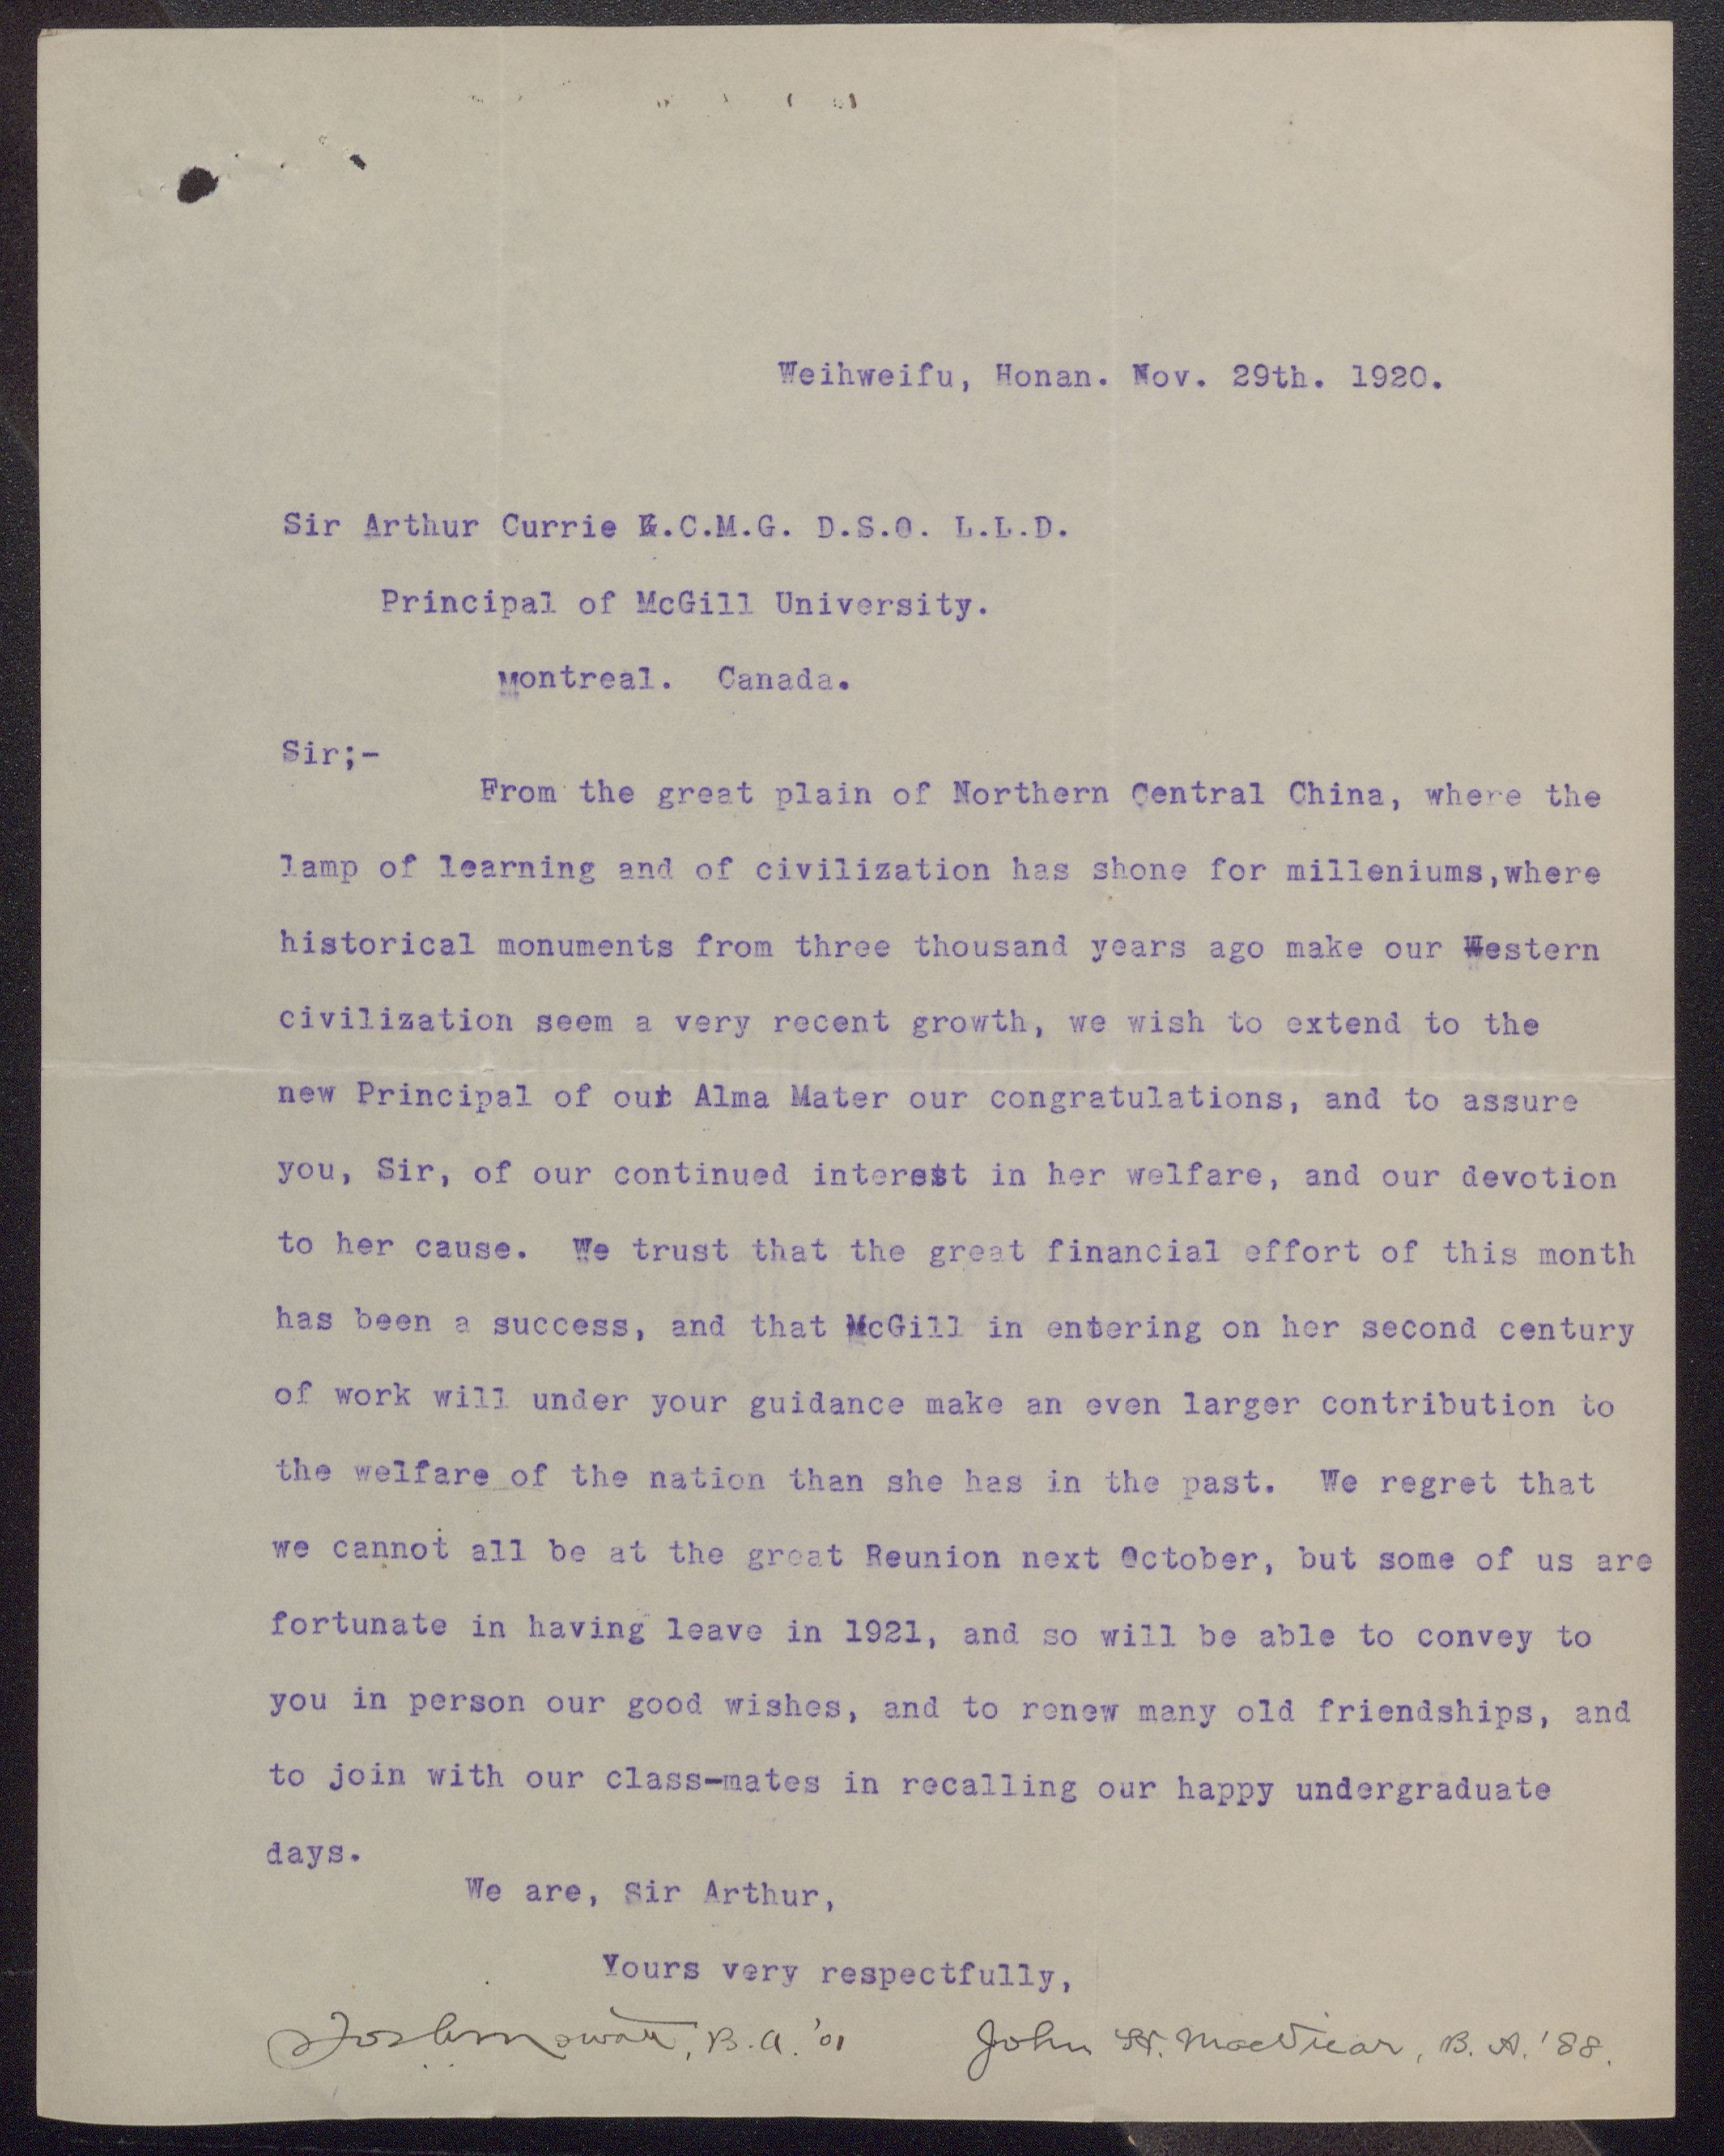 Weihweifu, Honan. Nov. 29th. 1920.
Sir Arthur Currie K.C.M.G. D.S.O. L.L.D.
Principal of McGill University.
Montreal. Canada.
Sir;-
From the great plain of Northern Central China, where the
lamp of learning and of civilization has shone for milleniums,where
historical monuments from three thousand years ago make our Western
civilization seem a very recent growth, we wish to extend to the
new Principal of our Alma Mater our congratulations, and to assure
you, Sir, of our continued interest in her welfare, and our devotion
to her cause. We trust that the great financial effort of this month
has been a success, and that McGill in entering on her second century
of work will under your guidance make an even larger contribution to
the welfare of the nation than she has in the past. We regret that
we cannot all be at the great Reunion next October, but some of us are
fortunate in having leave in 1921, and so will be able to convey to
you in person our good wishes, and to renew many old friendships, and
to join with our class-mates in recalling our happy undergraduate
days.
We are, Sir Arthur,
Yours very respectfully,
B.A. '01 John H. MacVicar, B. A. '88.